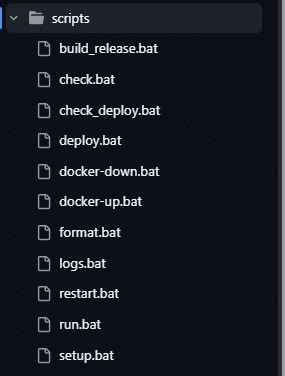 scripts
build_release.bat
check.bat
check_deploy.bat
deploy.bat
docker-down.bat
docker-up.bat
format.bat
logs.bat
restart.bat
run.bat
setup.bat